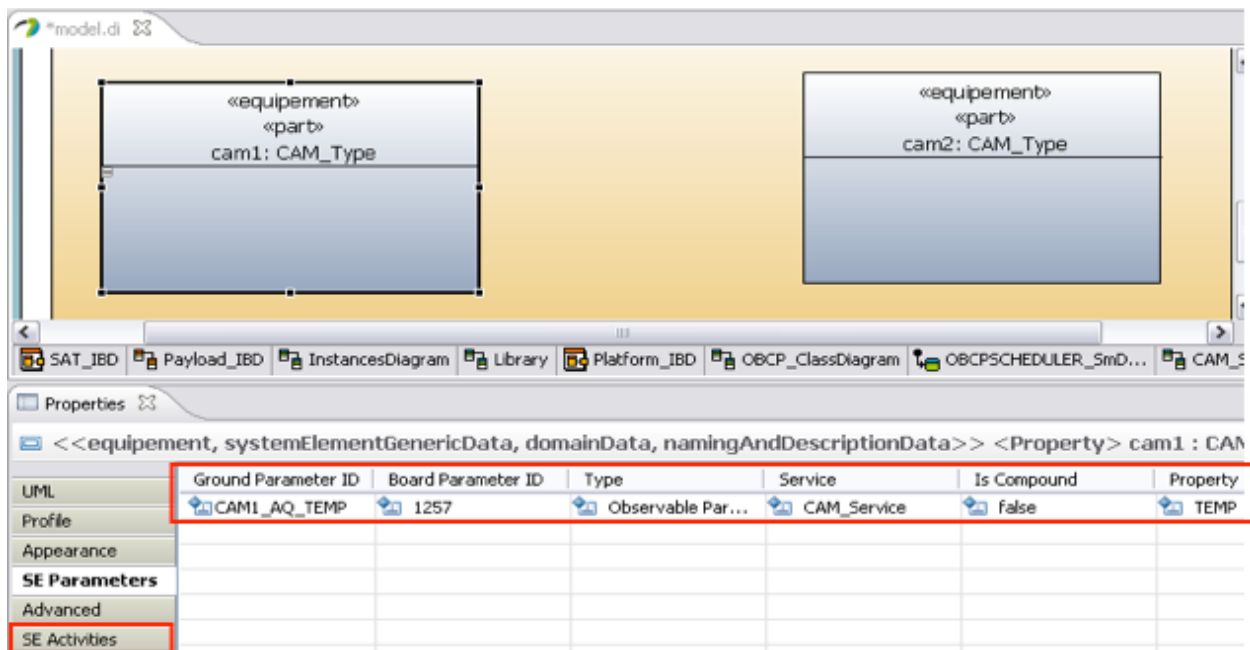 *model.di
«equipement»
«part»
cam1: CAM_Type
«equipement»
«part»
cam2: CAM_Type
SAT_IBD Payload_IBD InstancesDiagram Library Platform_IBD OBCP_ClassDiagram OBCPSCHEDULER_SmD... CAM_S
Properties
<<equipement, systemElementGenericData, domainData, namingAndDescriptionData>> <Property> cam1 : CAM
UML
Profile
Appearance
SE Parameters
Advanced
SE Activities
Ground Parameter ID Board Parameter ID Type Service Is Compound Property
CAM1_AQ_TEMP 1257 Observable Par... CAM_Service false TEMP